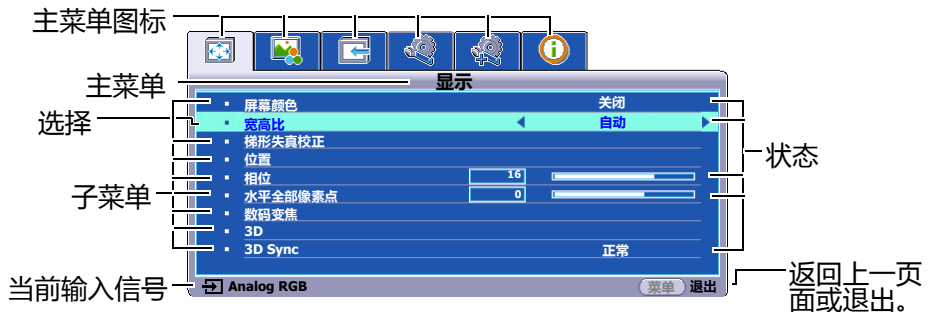 主菜单图标
主菜单
显示
屏幕颜色 关闭
选择
宽高比 自动
梯形失真校正
位置
状态
相位 16
子菜单
水平全部像素点 0
数码变焦
3D
3D Sync 正常
当前输入信号
Analog RGB
菜单 退出
返回上一页
面或退出。